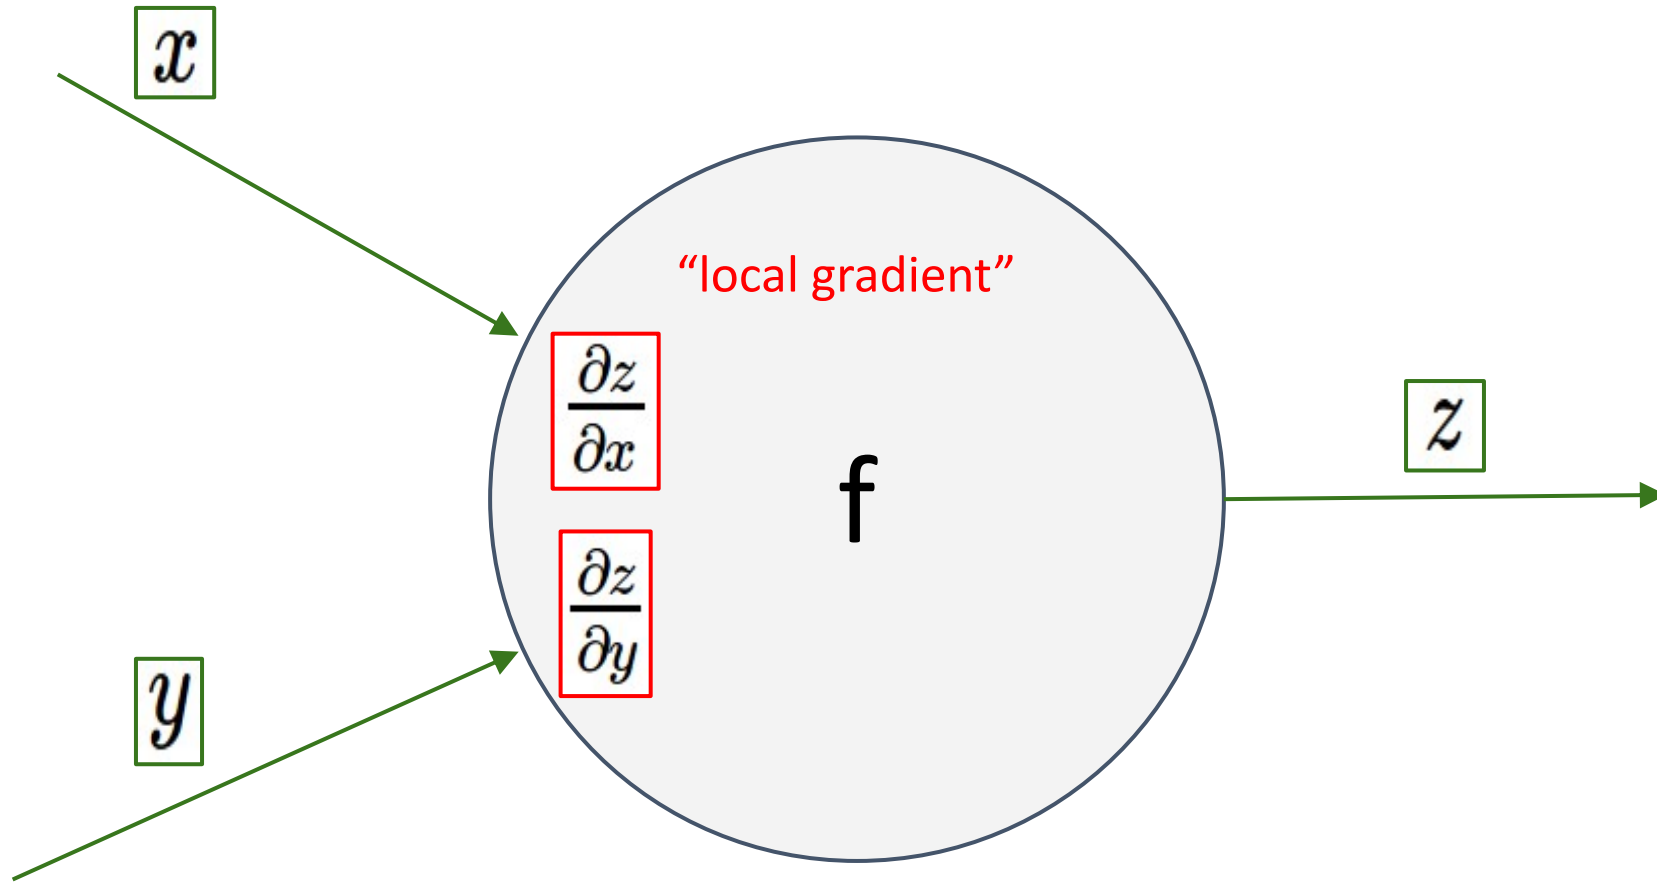 x
“local gradient”
∂z
∂x
z
f
∂z
∂y
y